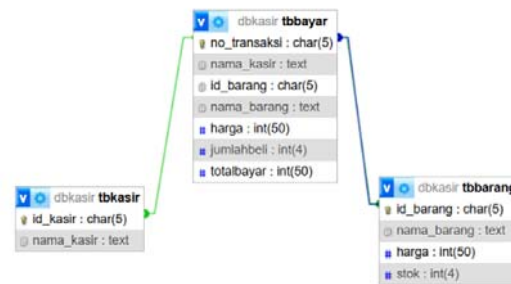 v dbkasir tbbayar
no_transaksi : char(5)
nama_kasir : text
id_barang : char(5)
nama_barang : text
harga : int(50)
jumlahbeli : int(4)
totalbayar : int(50)
v dbkasir tbkasir
id_kasir : char(5)
nama_kasir : text
v dbkasir tbbarang
id_barang : char(5)
nama_barang : text
harga : int(50)
stok : int(4)